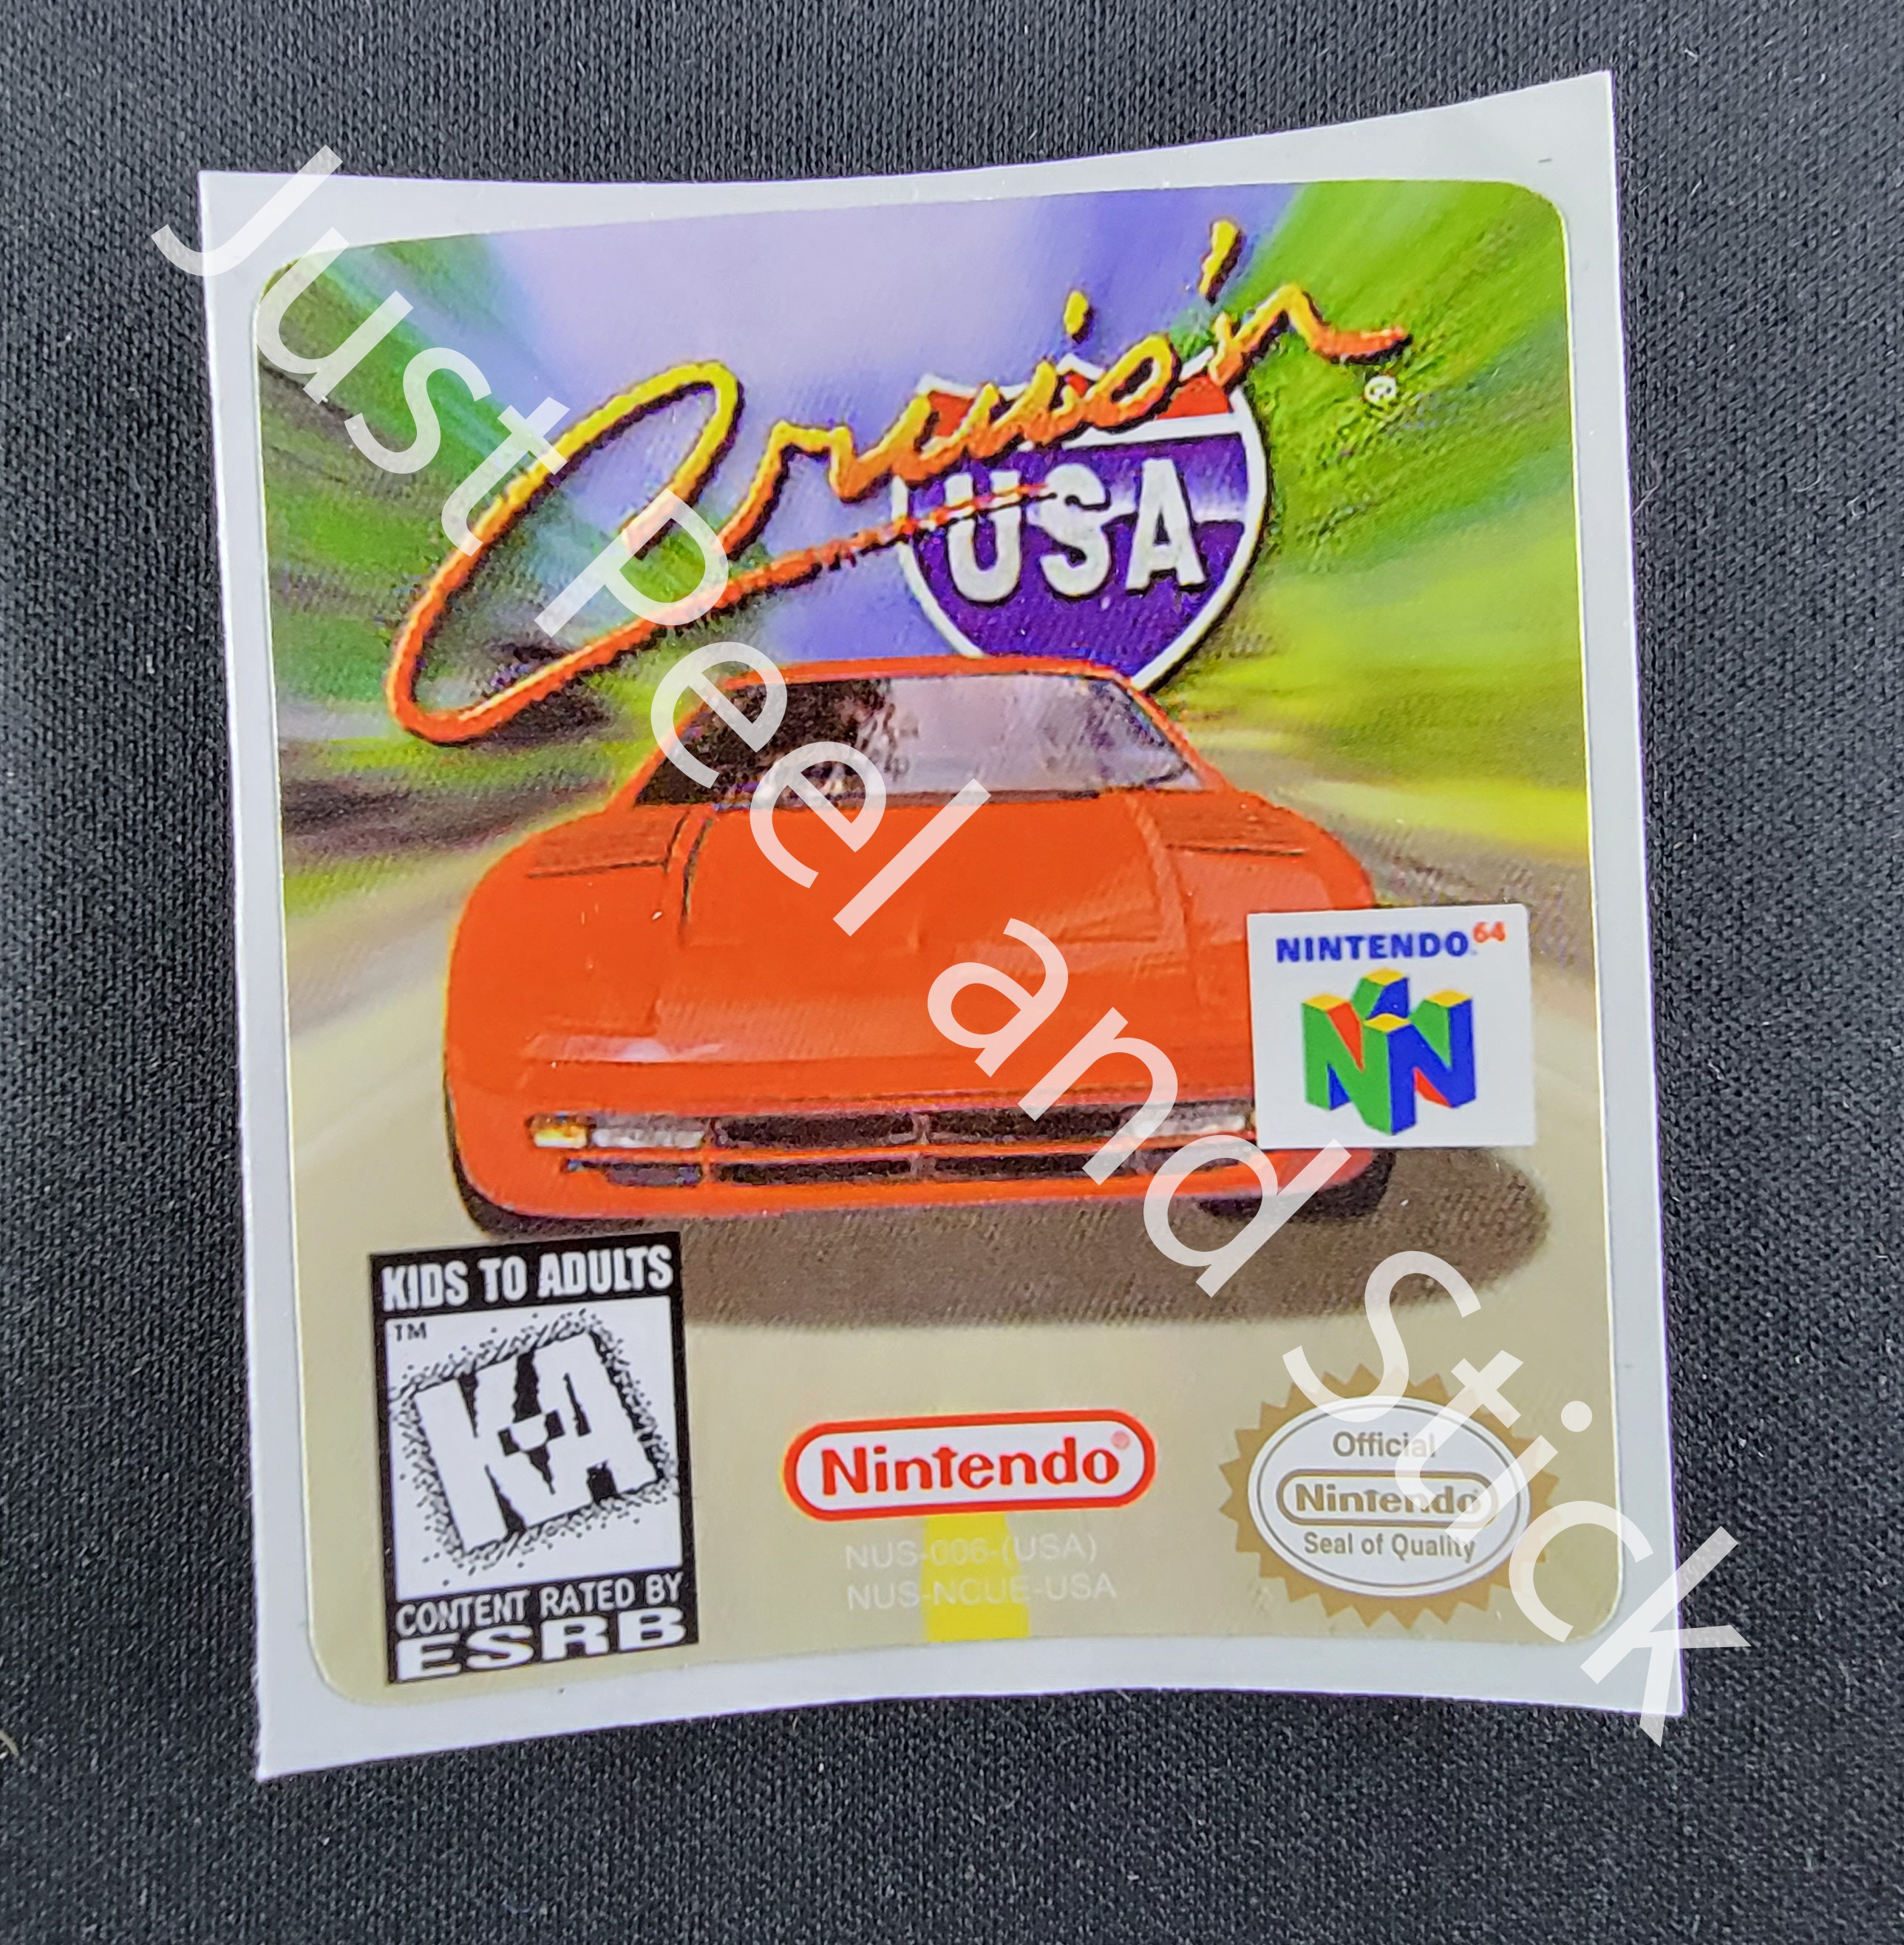 Just Peel and Stick
Cruis'n®
USA
NINTENDO64
KIDS TO ADULTS
TM
K-A
CONTENT RATED BY
ESRB
Nintendo®
NUS-006-(USA)
NUS-NCUE-USA
Official
Nintendo
Seal of Quality